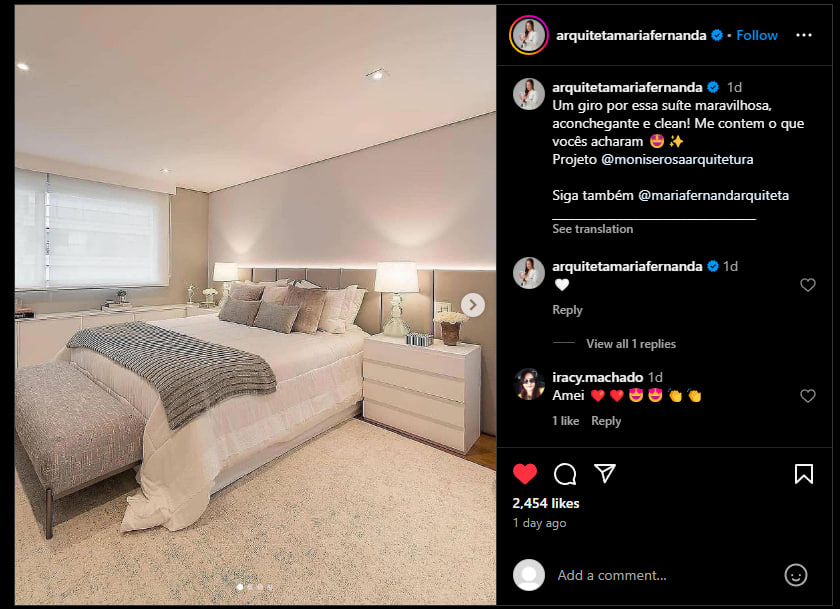 arquitetamariafernanda • Follow
arquitetamariafernanda 1d
Um giro por essa suíte maravilhosa,
aconchegante e clean! Me contem o que
vocês acharam 🤩✨
Projeto @moniserosaarquitetura
Siga também @mariafernandarquiteta
See translation
arquitetamariafernanda 1d
🤍
Reply
View all 1 replies
iracy.machado 1d
Amei ❤️❤️🤩🤩👏👏
1 like Reply
2,454 likes
1 day ago
Add a comment...